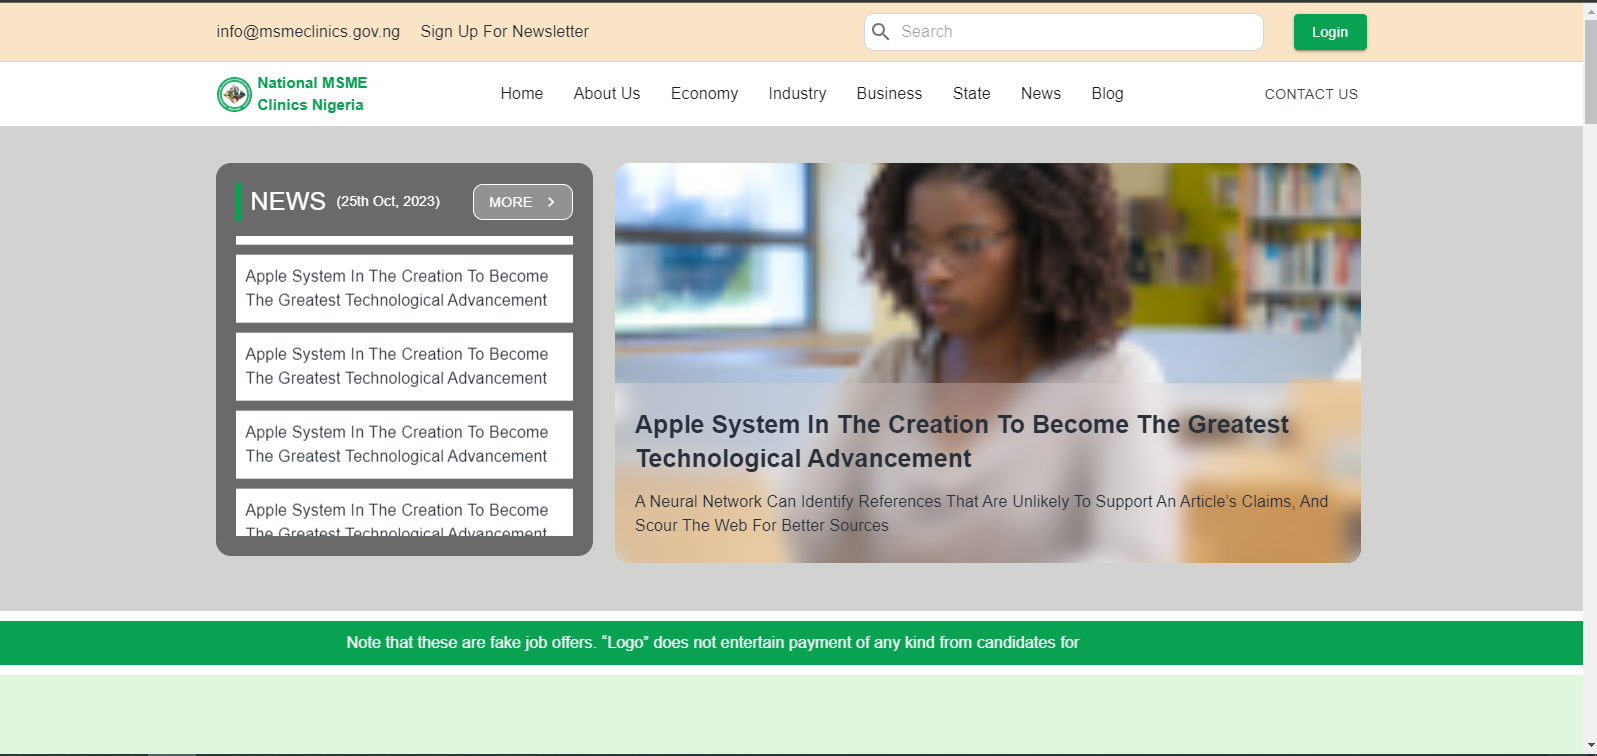 info@msmeclinics.gov.ng Sign Up For Newsletter Search Login
National MSME
Clinics Nigeria
Home About Us Economy Industry Business State News Blog CONTACT US
NEWS (25th Oct, 2023) MORE
Apple System In The Creation To Become
The Greatest Technological Advancement
Apple System In The Creation To Become
The Greatest Technological Advancement
Apple System In The Creation To Become
The Greatest Technological Advancement
Apple System In The Creation To Become
The Greatest Technological Advancement
Apple System In The Creation To Become The Greatest
Technological Advancement
A Neural Network Can Identify References That Are Unlikely To Support An Article’s Claims, And
Scour The Web For Better Sources
Note that these are fake job offers. “Logo” does not entertain payment of any kind from candidates for